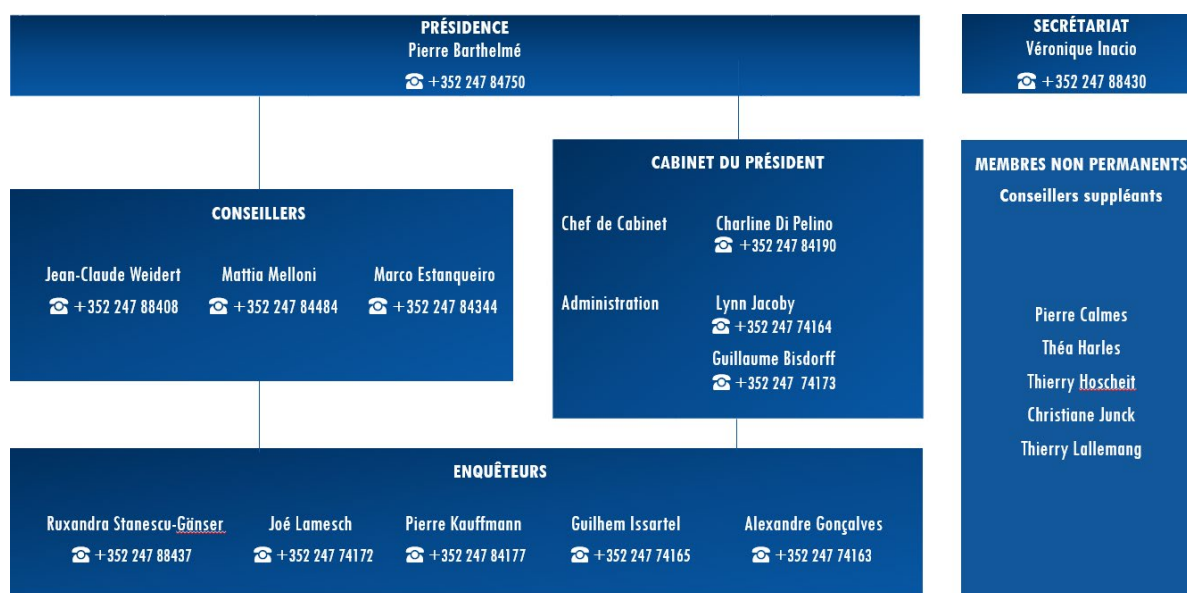 PRÉSIDENCE
Pierre Barthelmé
☎ +352 247 84750
SECRÉTARIAT
Véronique Inacio
☎ +352 247 88430
CONSEILLERS
Jean-Claude Weidert Mattia Melloni Marco Estanqueiro
☎ +352 247 88408 ☎ +352 247 84484 ☎ +352 247 84344
CABINET DU PRÉSIDENT
Chef de Cabinet Charline Di Pelino
☎ +352 247 84190
Administration Lynn Jacoby
☎ +352 247 74164
Guillaume Bisdorff
☎ +352 247 74173
MEMBRES NON PERMANENTS
Conseillers suppléants
Pierre Calmes
Théa Harles
Thierry Hoscheit
Christiane Junck
Thierry Lallemang
ENQUÊTEURS
Ruxandra Stanescu-Gänser Joé Lamesch Pierre Kauffmann Guilhem Issartel Alexandre Gonçalves
☎ +352 247 88437 ☎ +352 247 74172 ☎ +352 247 84177 ☎ +352 247 74165 ☎ +352 247 74163